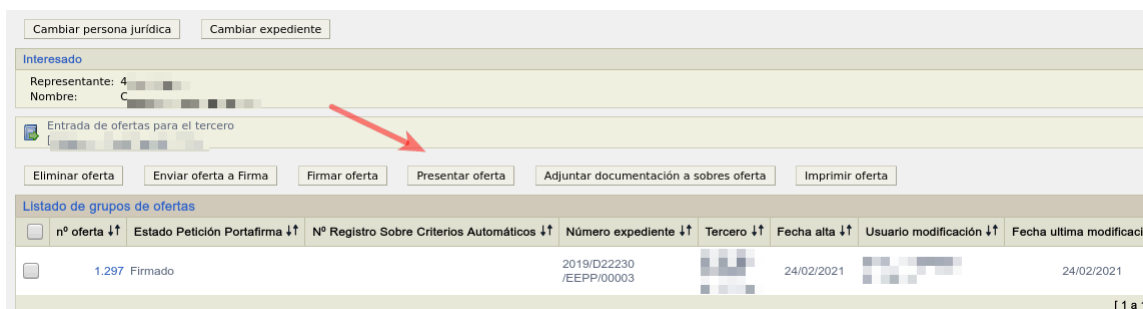 Cambiar persona jurídica Cambiar expediente
Interesado
Representante: 4
Nombre: C
Entrada de ofertas para el tercero
[
Eliminar oferta Enviar oferta a Firma Firmar oferta Presentar oferta Adjuntar documentación a sobres oferta Imprimir oferta
Listado de grupos de ofertas
nº oferta ↓↑ Estado Petición Portafirma ↓↑ Nº Registro Sobre Criterios Automáticos ↓↑ Número expediente ↓↑ Tercero ↓↑ Fecha alta ↓↑ Usuario modificación ↓↑ Fecha ultima modificaci
1.297 Firmado 2019/D22230 24/02/2021 24/02/2021
/EEPP/00003
[ 1 a 1